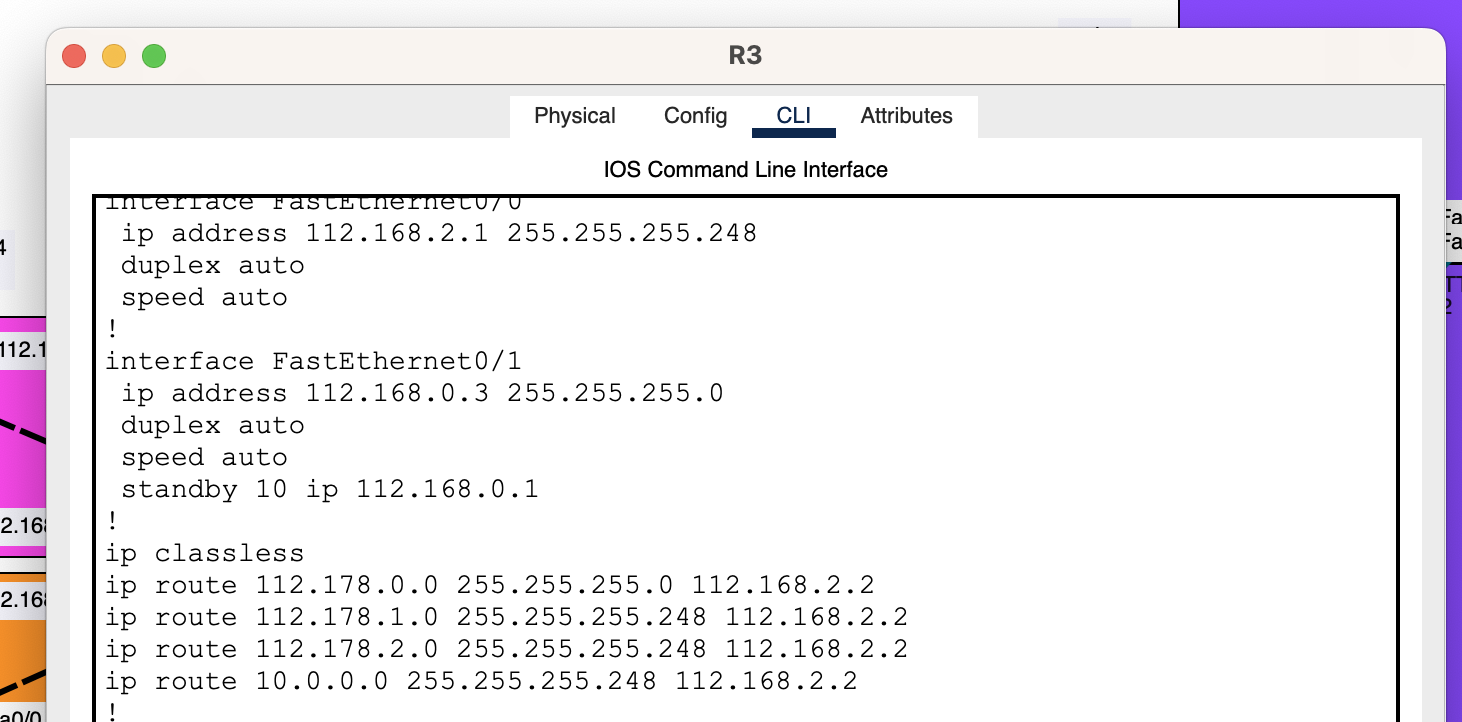 R3
Physical Config CLI Attributes
IOS Command Line Interface
interface FastEthernet0/0
 ip address 112.168.2.1 255.255.255.248
 duplex auto
 speed auto
!
interface FastEthernet0/1
 ip address 112.168.0.3 255.255.255.0
 duplex auto
 speed auto
 standby 10 ip 112.168.0.1
!
ip classless
ip route 112.178.0.0 255.255.255.0 112.168.2.2
ip route 112.178.1.0 255.255.255.248 112.168.2.2
ip route 112.178.2.0 255.255.255.248 112.168.2.2
ip route 10.0.0.0 255.255.255.248 112.168.2.2
!
4
112.1
2.168
2.168
a0/0
Fa
Fa
2